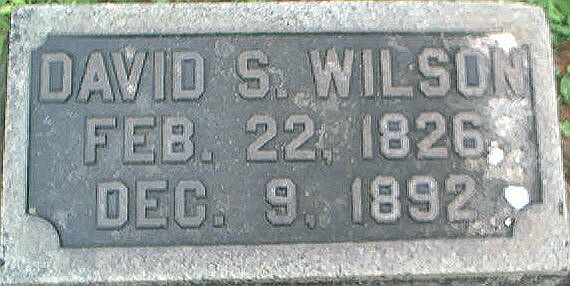 DAVID S. WILSON
FEB. 22, 1826
DEC. 9, 1892